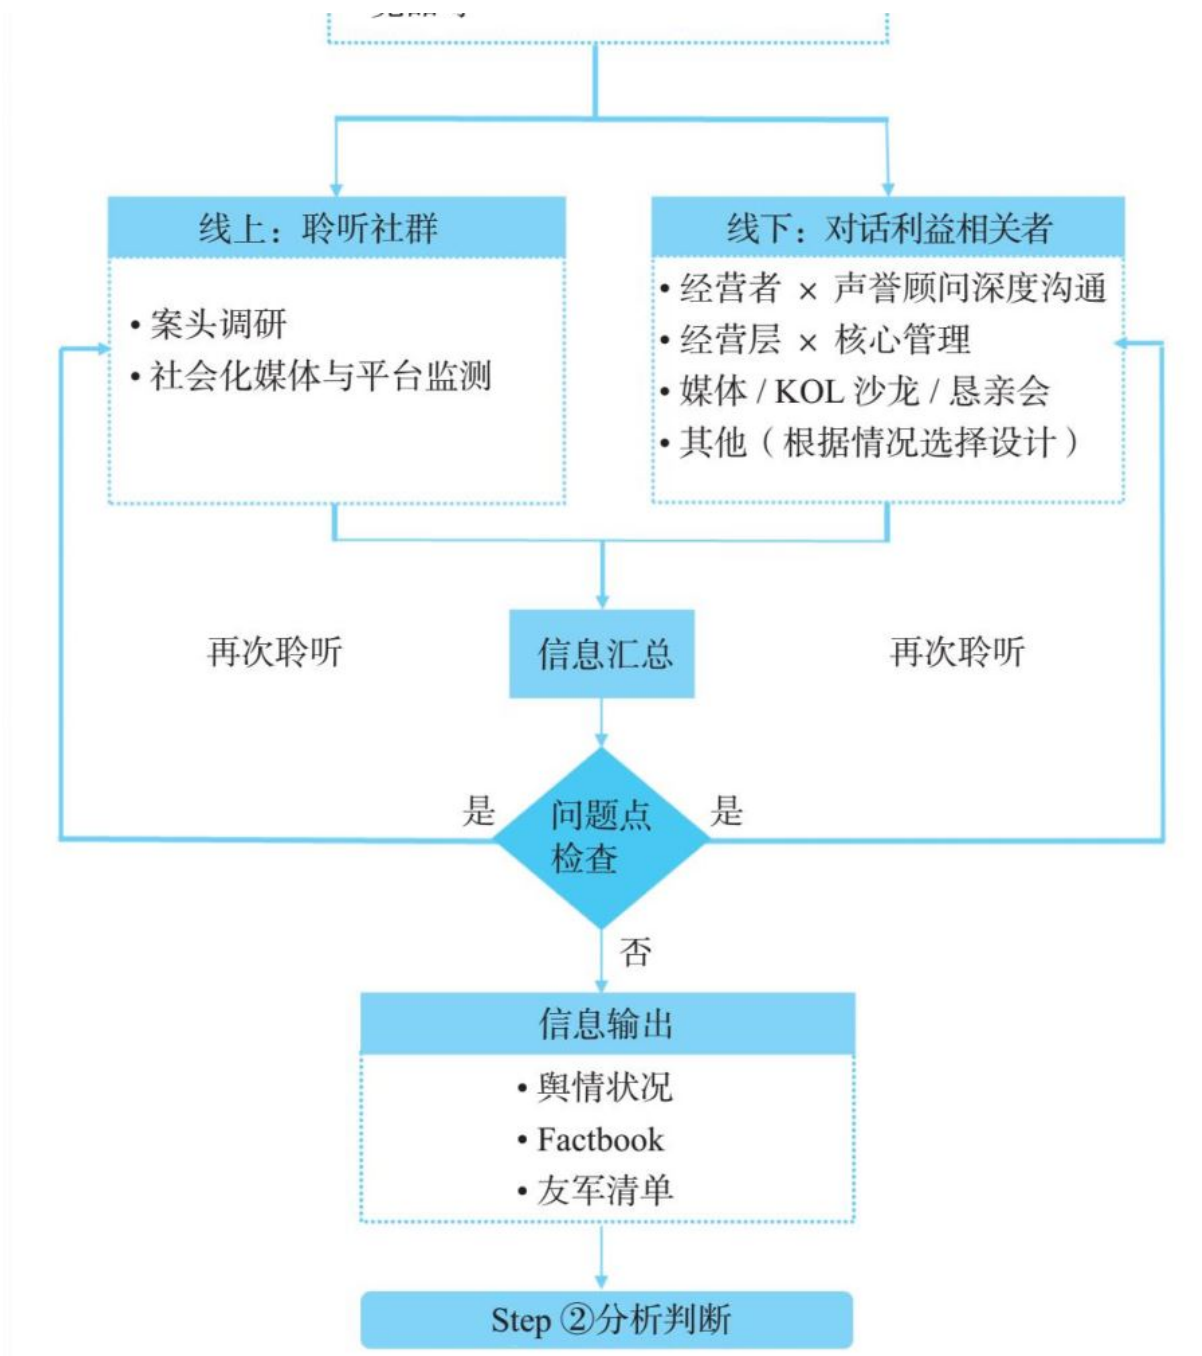 线上：聆听社群
• 案头调研
• 社会化媒体与平台监测
线下：对话利益相关者
• 经营者 × 声誉顾问深度沟通
• 经营层 × 核心管理
• 媒体 / KOL 沙龙 / 恳亲会
• 其他（根据情况选择设计）
再次聆听
信息汇总
再次聆听
是
问题点
检查
是
否
信息输出
• 舆情状况
• Factbook
• 友军清单
Step ②分析判断